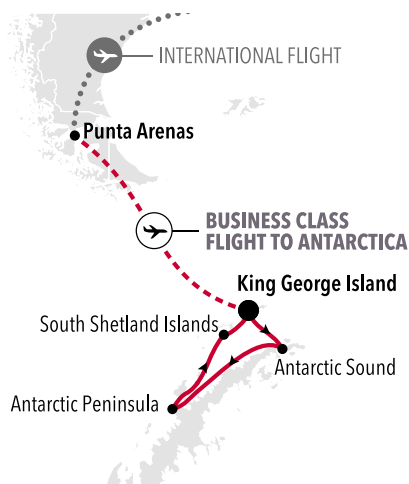 INTERNATIONAL FLIGHT
Punta Arenas
BUSINESS CLASS
FLIGHT TO ANTARCTICA
King George Island
South Shetland Islands
Antarctic Sound
Antarctic Peninsula